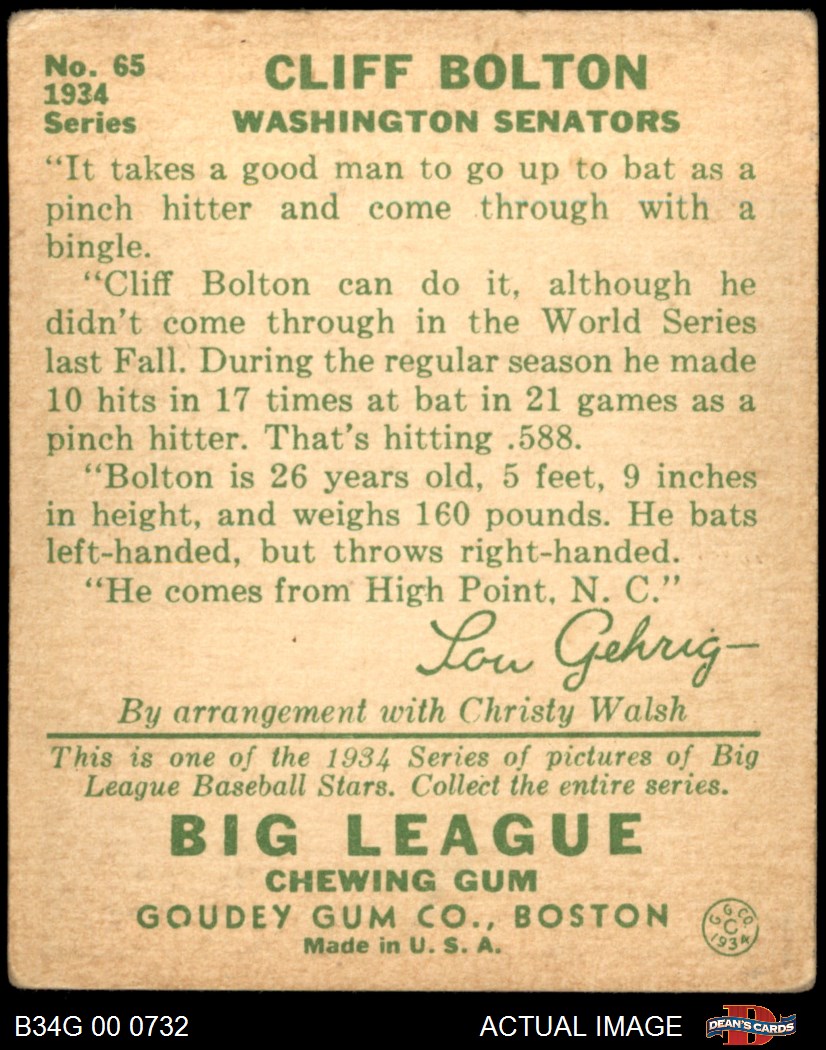 No. 65
1934
Series
CLIFF BOLTON
WASHINGTON SENATORS
"It takes a good man to go up to bat as a
pinch hitter and come through with a
bingle.
"Cliff Bolton can do it, although he
didn't come through in the World Series
last Fall. During the regular season he made
10 hits in 17 times at bat in 21 games as a
pinch hitter. That's hitting .588.
"Bolton is 26 years old, 5 feet, 9 inches
in height, and weighs 160 pounds. He bats
left-handed, but throws right-handed.
"He comes from High Point, N. C."
Lou Gehrig
By arrangement with Christy Walsh
This is one of the 1934 Series of pictures of Big
League Baseball Stars. Collect the entire series.
BIG LEAGUE
CHEWING GUM
GOUDEY GUM CO., BOSTON
Made in U. S. A.
G. G. CO.
C
1934
B34G 00 0732
ACTUAL IMAGE
D
DEAN'S CARDS